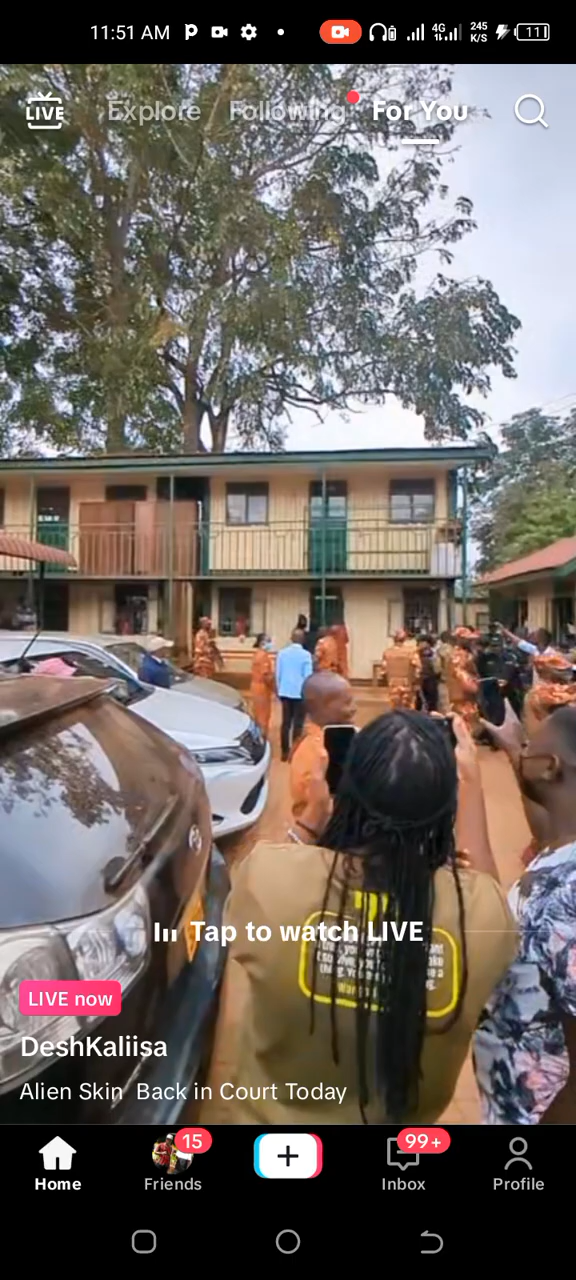 11:51 AM
4G
245
K/S
11
LIVE
Explore
Following
For You
Tap to watch LIVE
LIVE now
DeshKaliisa
Alien Skin Back in Court Today
15
99+
Home
Friends
Inbox
Profile